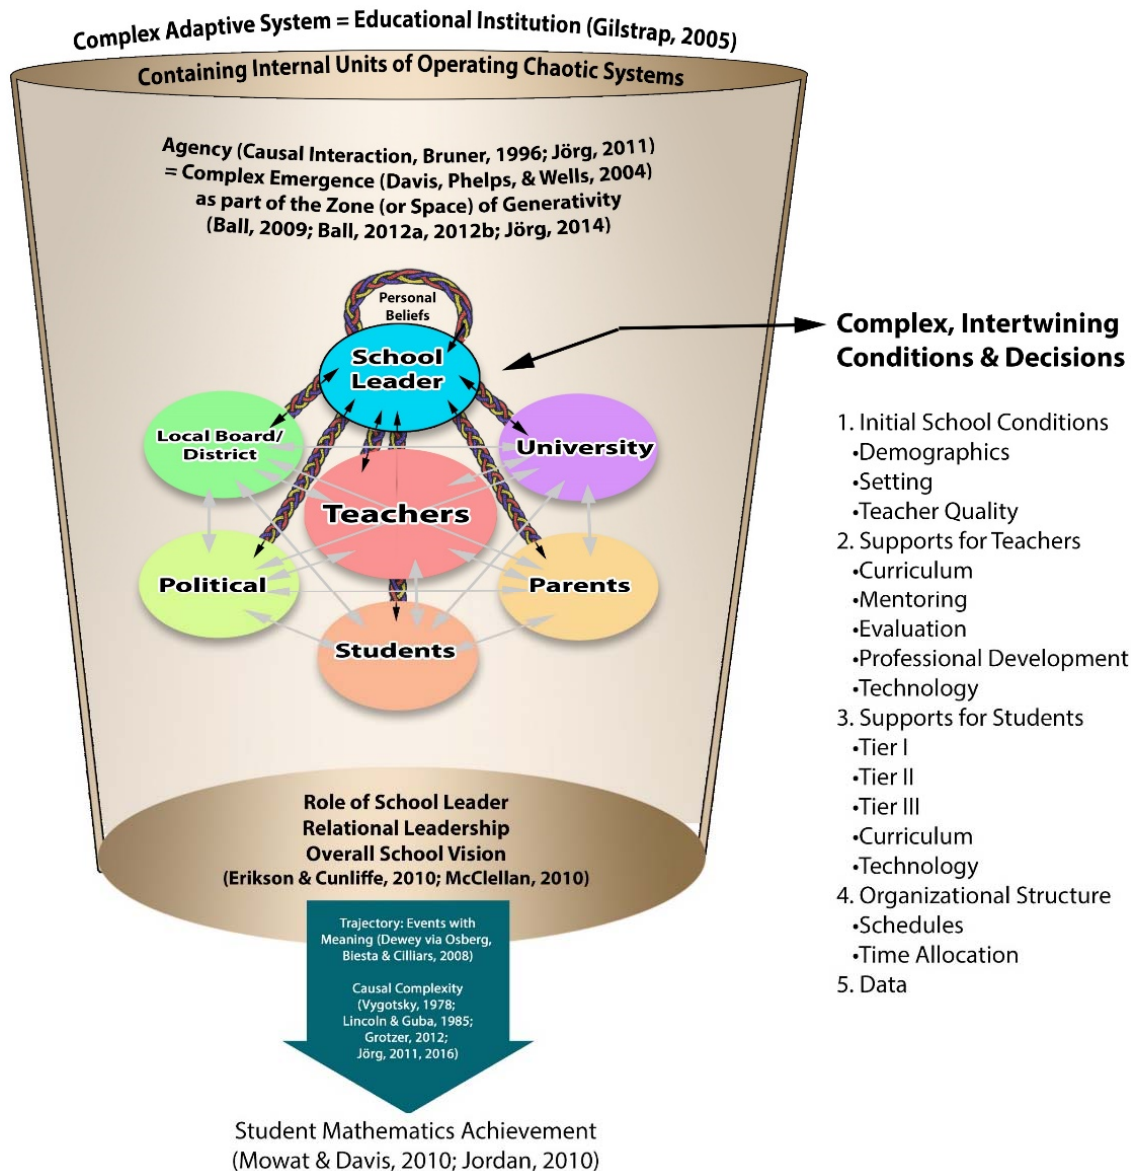 Complex Adaptive System = Educational Institution (Gilstrap, 2005)
Containing Internal Units of Operating Chaotic Systems
Agency (Causal Interaction, Bruner, 1996; Jörg, 2011)
= Complex Emergence (Davis, Phelps, & Wells, 2004)
as part of the Zone (or Space) of Generativity
(Ball, 2009; Ball, 2012a, 2012b; Jörg, 2014)
Personal
Beliefs
School
Leader
Local Board/
District
University
Teachers
Political
Parents
Students
Role of School Leader
Relational Leadership
Overall School Vision
(Erikson & Cunliffe, 2010; McClellan, 2010)
Trajectory: Events with
Meaning (Dewey via Osberg,
Biesta & Cilliars, 2008)
Causal Complexity
(Vygotsky, 1978;
Lincoln & Guba, 1985;
Grotzer, 2012;
Jörg, 2011, 2016)
Student Mathematics Achievement
(Mowat & Davis, 2010; Jordan, 2010)
Complex, Intertwining
Conditions & Decisions
1. Initial School Conditions
•Demographics
•Setting
•Teacher Quality
2. Supports for Teachers
•Curriculum
•Mentoring
•Evaluation
•Professional Development
•Technology
3. Supports for Students
•Tier I
•Tier II
•Tier III
•Curriculum
•Technology
4. Organizational Structure
•Schedules
•Time Allocation
5. Data